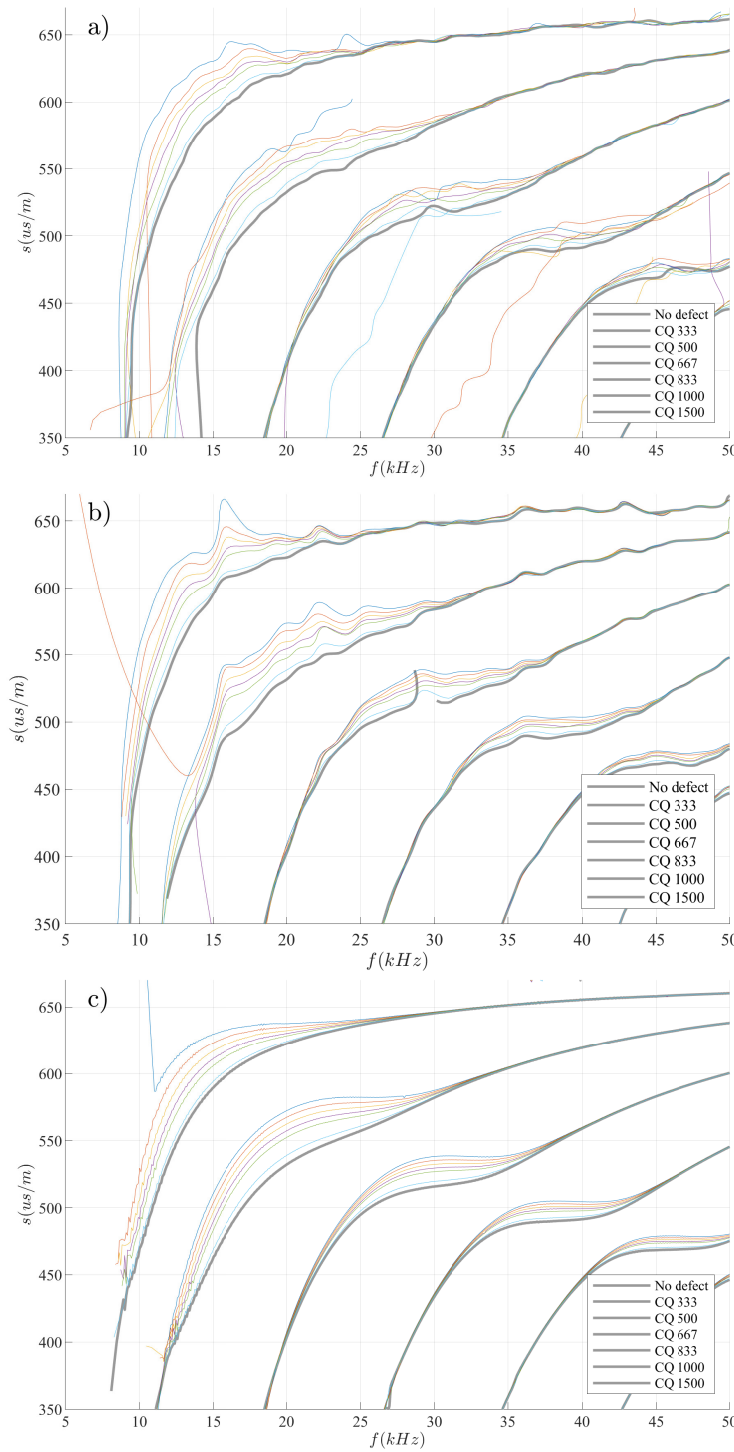 a)
650
600
550
500
450
400
350
s(us/m)
No defect
CQ 333
CQ 500
CQ 667
CQ 833
CQ 1000
CQ 1500
5 10 15 20 25 30 35 40 45 50
f(kHz)
b)
650
600
550
500
450
400
350
s(us/m)
No defect
CQ 333
CQ 500
CQ 667
CQ 833
CQ 1000
CQ 1500
5 10 15 20 25 30 35 40 45 50
f(kHz)
c)
650
600
550
500
450
400
350
s(us/m)
No defect
CQ 333
CQ 500
CQ 667
CQ 833
CQ 1000
CQ 1500
5 10 15 20 25 30 35 40 45 50
f(kHz)